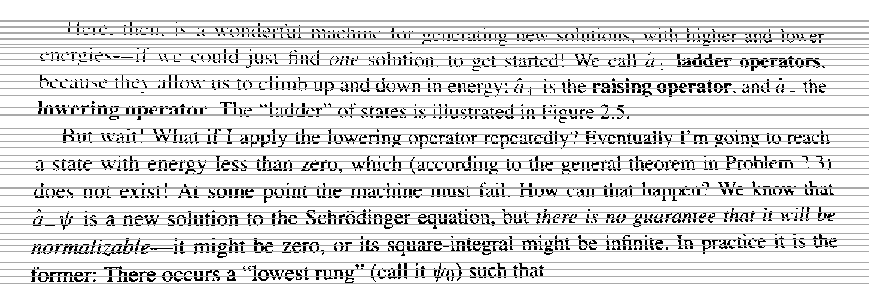 Here, then, is a wonderful machine for generating new solutions, with higher and lower
energies—if we could just find one solution, to get started! We call â± ladder operators,
because they allow us to climb up and down in energy; â+ is the raising operator, and â− the
lowering operator. The "ladder" of states is illustrated in Figure 2.5.
But wait! What if I apply the lowering operator repeatedly? Eventually I'm going to reach
a state with energy less than zero, which (according to the general theorem in Problem 2.3)
does not exist! At some point the machine must fail. How can that happen? We know that
â−ψ is a new solution to the Schrödinger equation, but there is no guarantee that it will be
normalizable—it might be zero, or its square-integral might be infinite. In practice it is the
former: There occurs a "lowest rung" (call it ψ0) such that